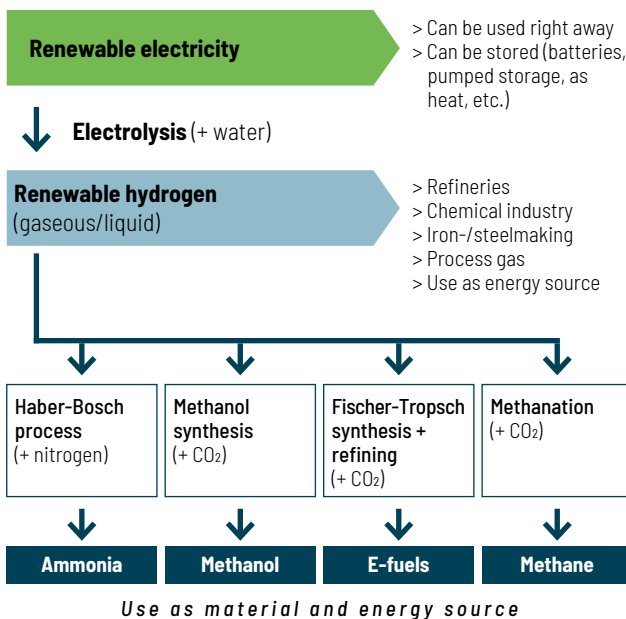 Renewable electricity
> Can be used right away
> Can be stored (batteries,
pumped storage, as
heat, etc.)
Electrolysis (+ water)
Renewable hydrogen
(gaseous/liquid)
> Refineries
> Chemical industry
> Iron-/steelmaking
> Process gas
> Use as energy source
Haber-Bosch
process
(+ nitrogen)
Methanol
synthesis
(+ CO₂)
Fischer-Tropsch
synthesis +
refining
(+ CO₂)
Methanation
(+ CO₂)
Ammonia
Methanol
E-fuels
Methane
Use as material and energy source